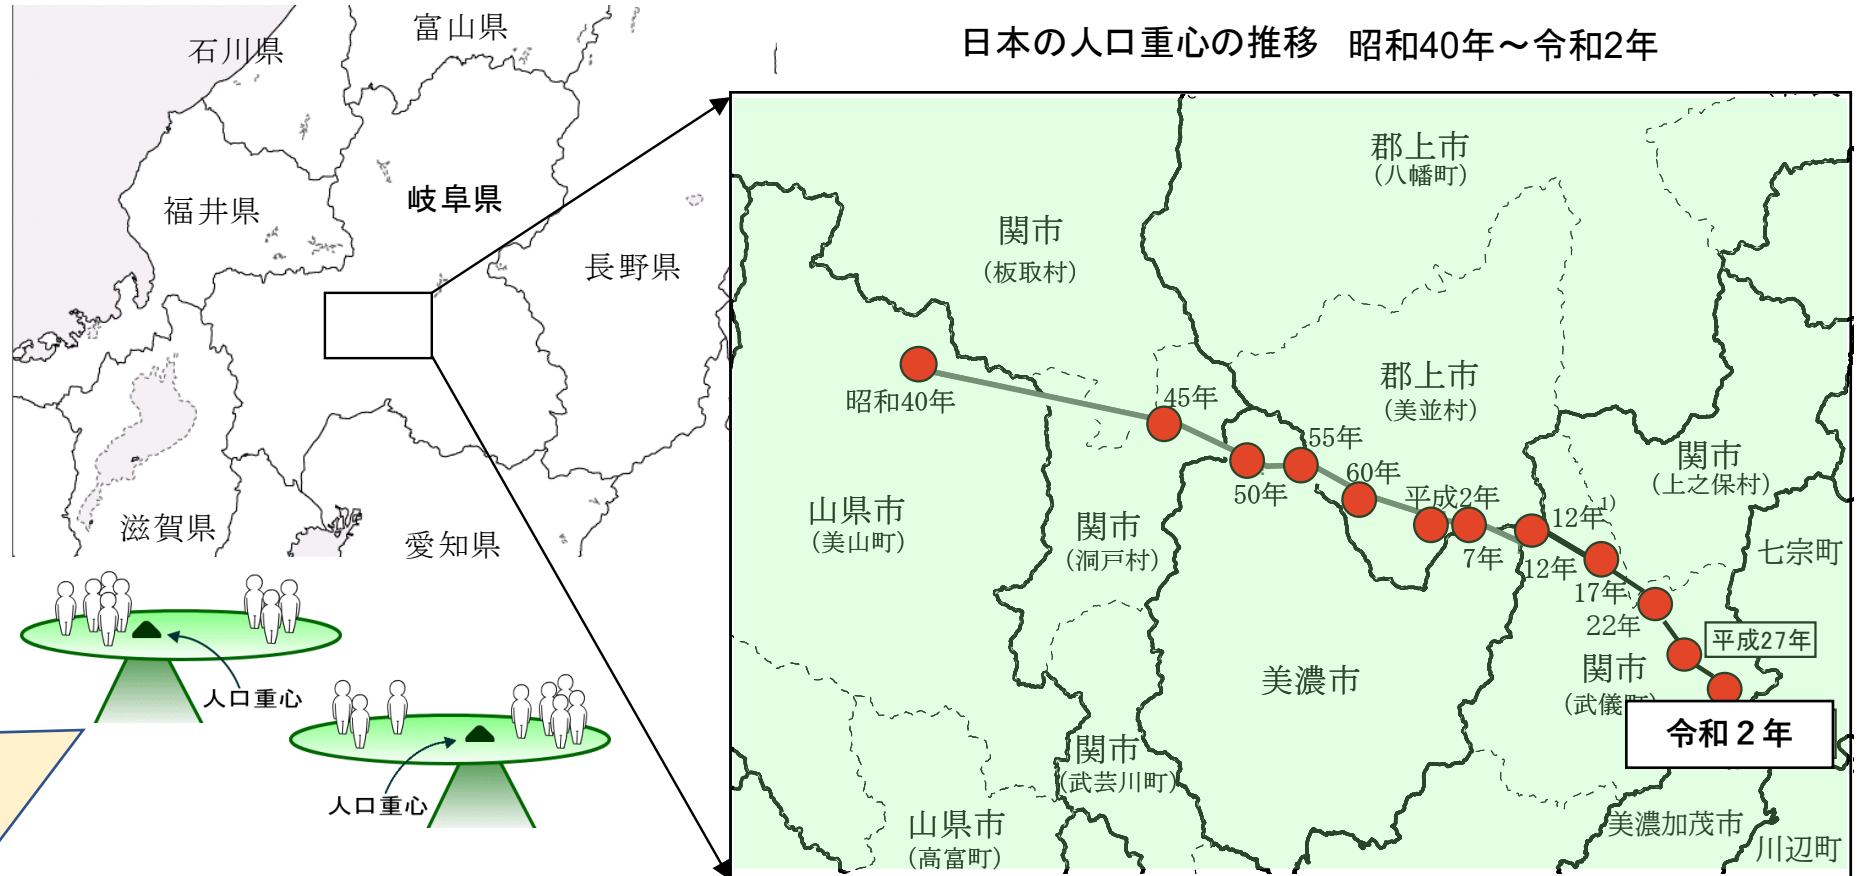 日本の人口重心の推移　昭和40年～令和2年
石川県
富山県
福井県
岐阜県
長野県
滋賀県
愛知県
人口重心
人口重心
郡上市
(八幡町)
関市
(板取村)
昭和40年
45年
郡上市
(美並村)
55年
50年
60年
平成2年
関市
(上之保村)
山県市
(美山町)
関市
(洞戸村)
7年
12年1)
12年
七宗町
17年
22年
平成27年
関市
(武儀町)
美濃市
令和２年
関市
(武芸川町)
山県市
(高富町)
美濃加茂市
川辺町